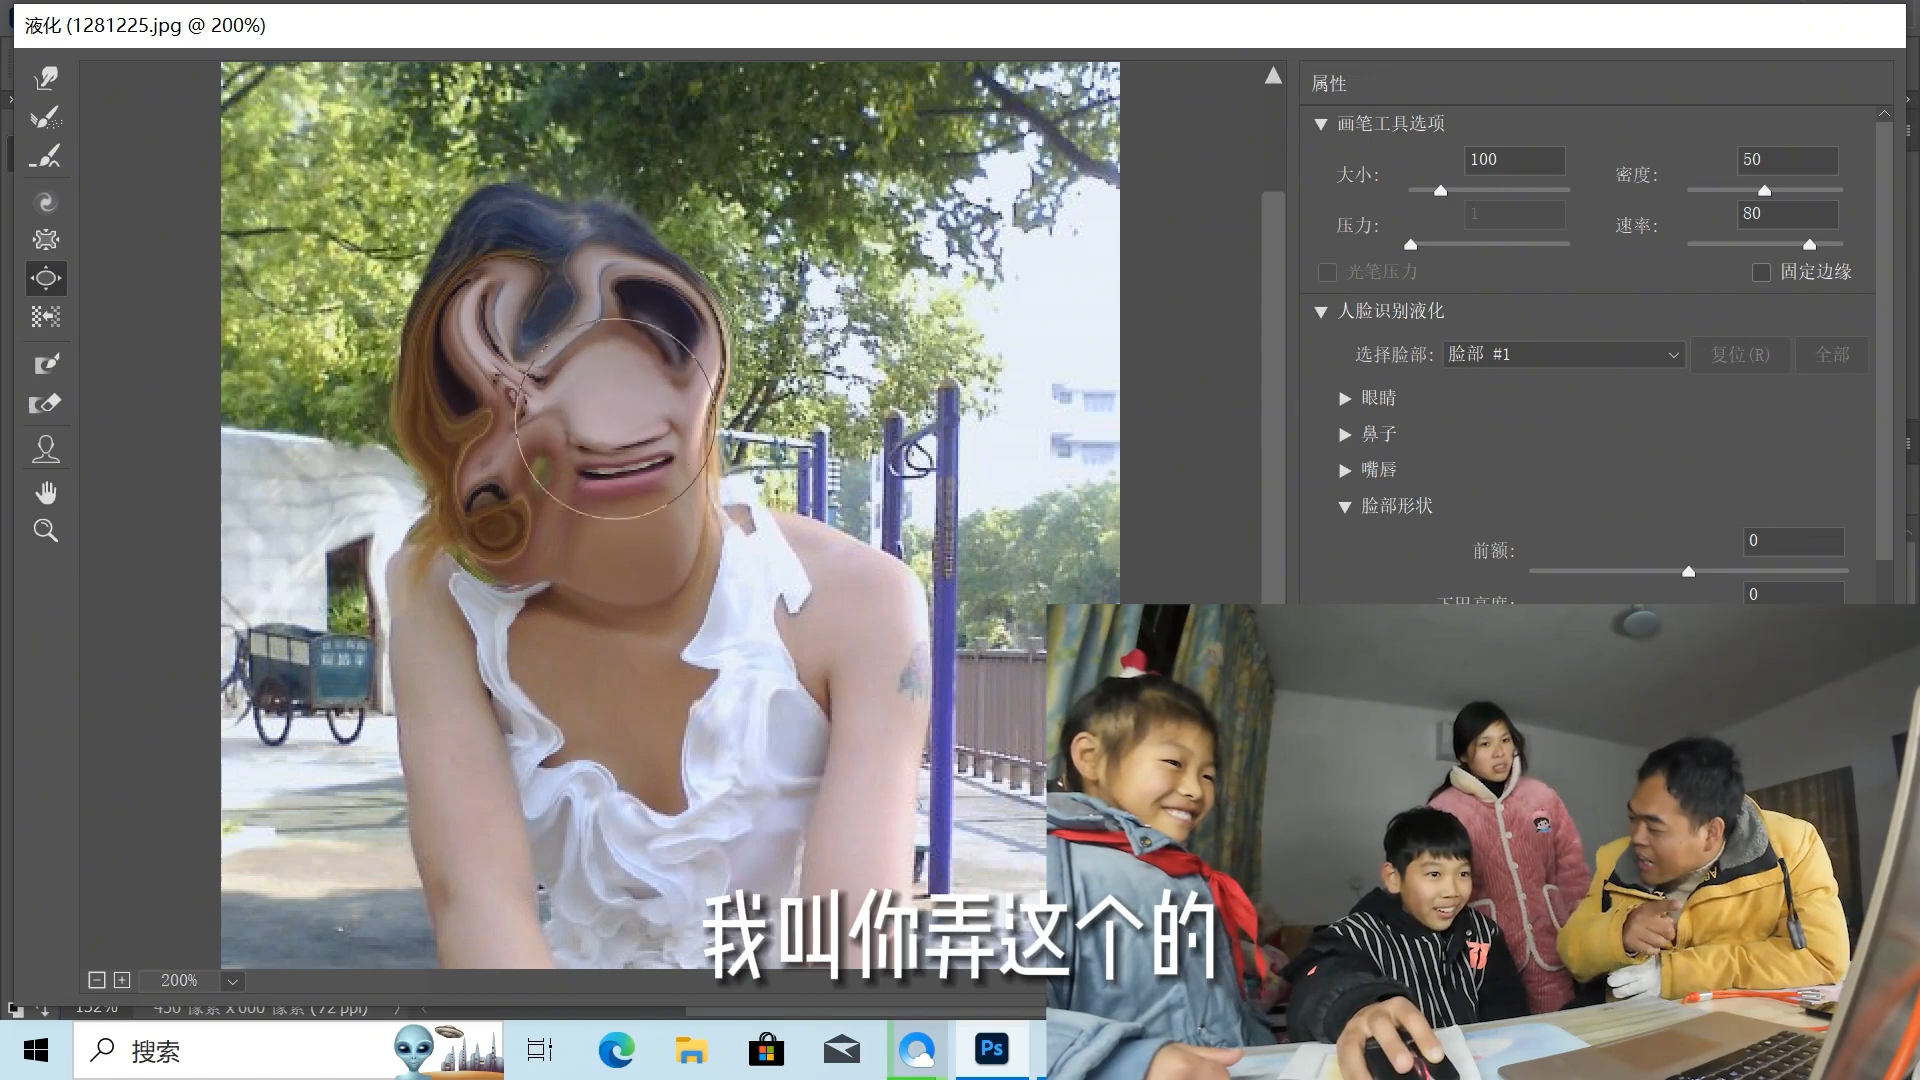 液化 (1281225.jpg @ 200%)
属性
画笔工具选项
大小: 100 密度: 50
压力: 1 速率: 80
光笔压力 固定边缘
人脸识别液化
选择脸部: 脸部 #1 复位(R) 全部
眼睛
鼻子
嘴唇
脸部形状
前额: 0
0
我叫你弄这个的
200%
搜索
Ps